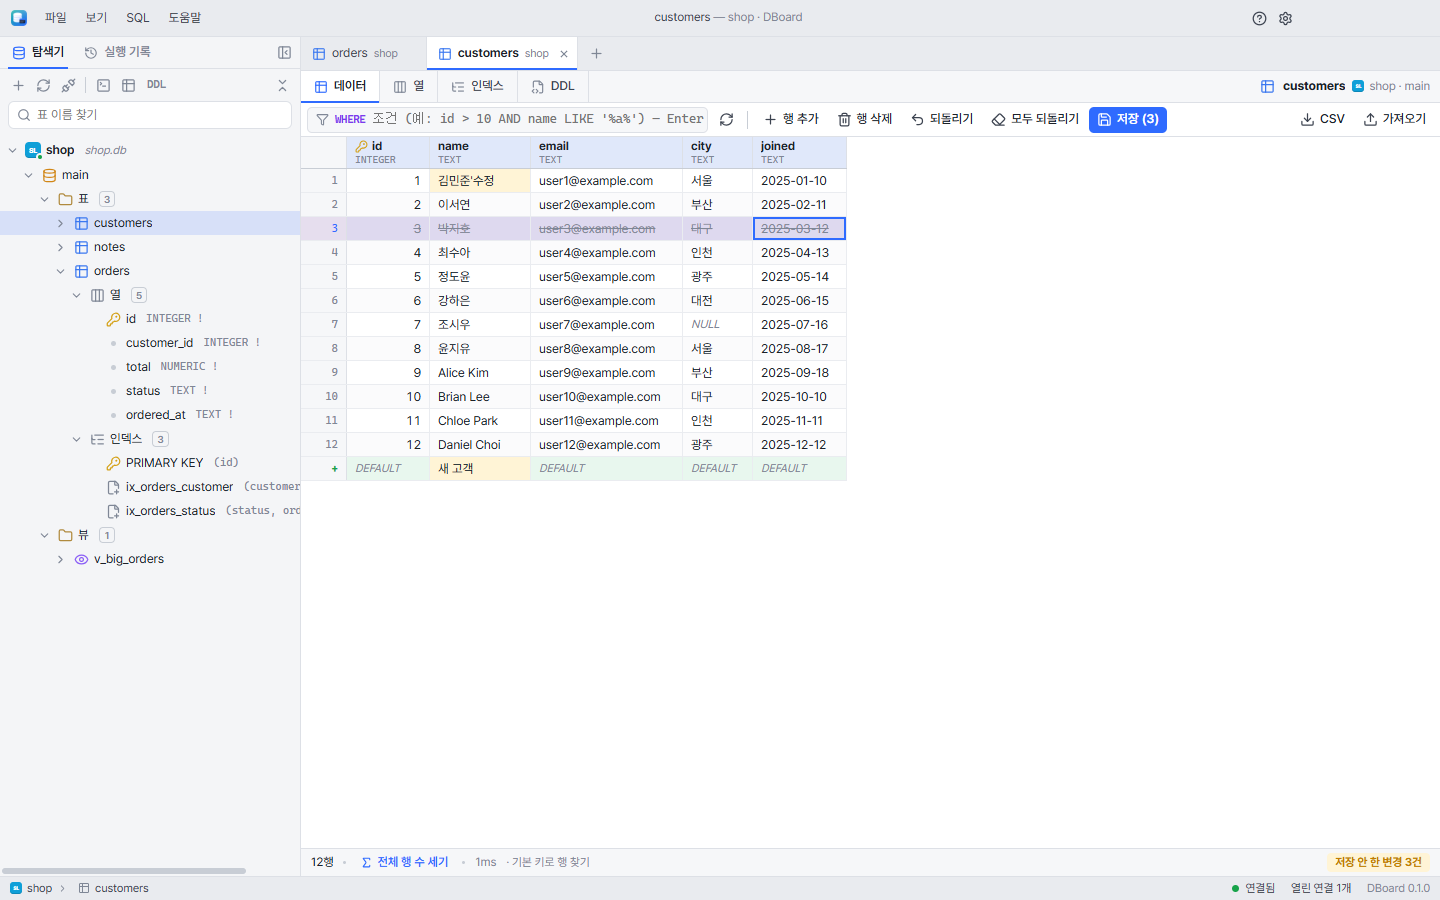 파일 보기 SQL 도움말 customers — shop · DBoard
탐색기 실행 기록
orders shop customers shop
DDL
표 이름 찾기
데이터 열 인덱스 DDL customers shop · main
WHERE 조건 (예: id > 10 AND name LIKE '%a%') — Enter 행 추가 행 삭제 되돌리기 모두 되돌리기 저장 (3) CSV 가져오기
shop shop.db
main
표 3
customers
notes
orders
열 5
id INTEGER !
customer_id INTEGER !
total NUMERIC !
status TEXT !
ordered_at TEXT !
인덱스 3
PRIMARY KEY (id)
ix_orders_customer (customer
ix_orders_status (status, ord
뷰 1
v_big_orders
id name email city joined
INTEGER TEXT TEXT TEXT TEXT
1 1 김민준'수정 user1@example.com 서울 2025-01-10
2 2 이서연 user2@example.com 부산 2025-02-11
3 3 박지호 user3@example.com 대구 2025-03-12
4 4 최수아 user4@example.com 인천 2025-04-13
5 5 정도윤 user5@example.com 광주 2025-05-14
6 6 강하은 user6@example.com 대전 2025-06-15
7 7 조시우 user7@example.com NULL 2025-07-16
8 8 윤지유 user8@example.com 서울 2025-08-17
9 9 Alice Kim user9@example.com 부산 2025-09-18
10 10 Brian Lee user10@example.com 대구 2025-10-10
11 11 Chloe Park user11@example.com 인천 2025-11-11
12 12 Daniel Choi user12@example.com 광주 2025-12-12
+ DEFAULT 새 고객 DEFAULT DEFAULT DEFAULT
12행 전체 행 수 세기 1ms · 기본 키로 행 찾기 저장 안 한 변경 3건
shop customers 연결됨 열린 연결 1개 DBoard 0.1.0